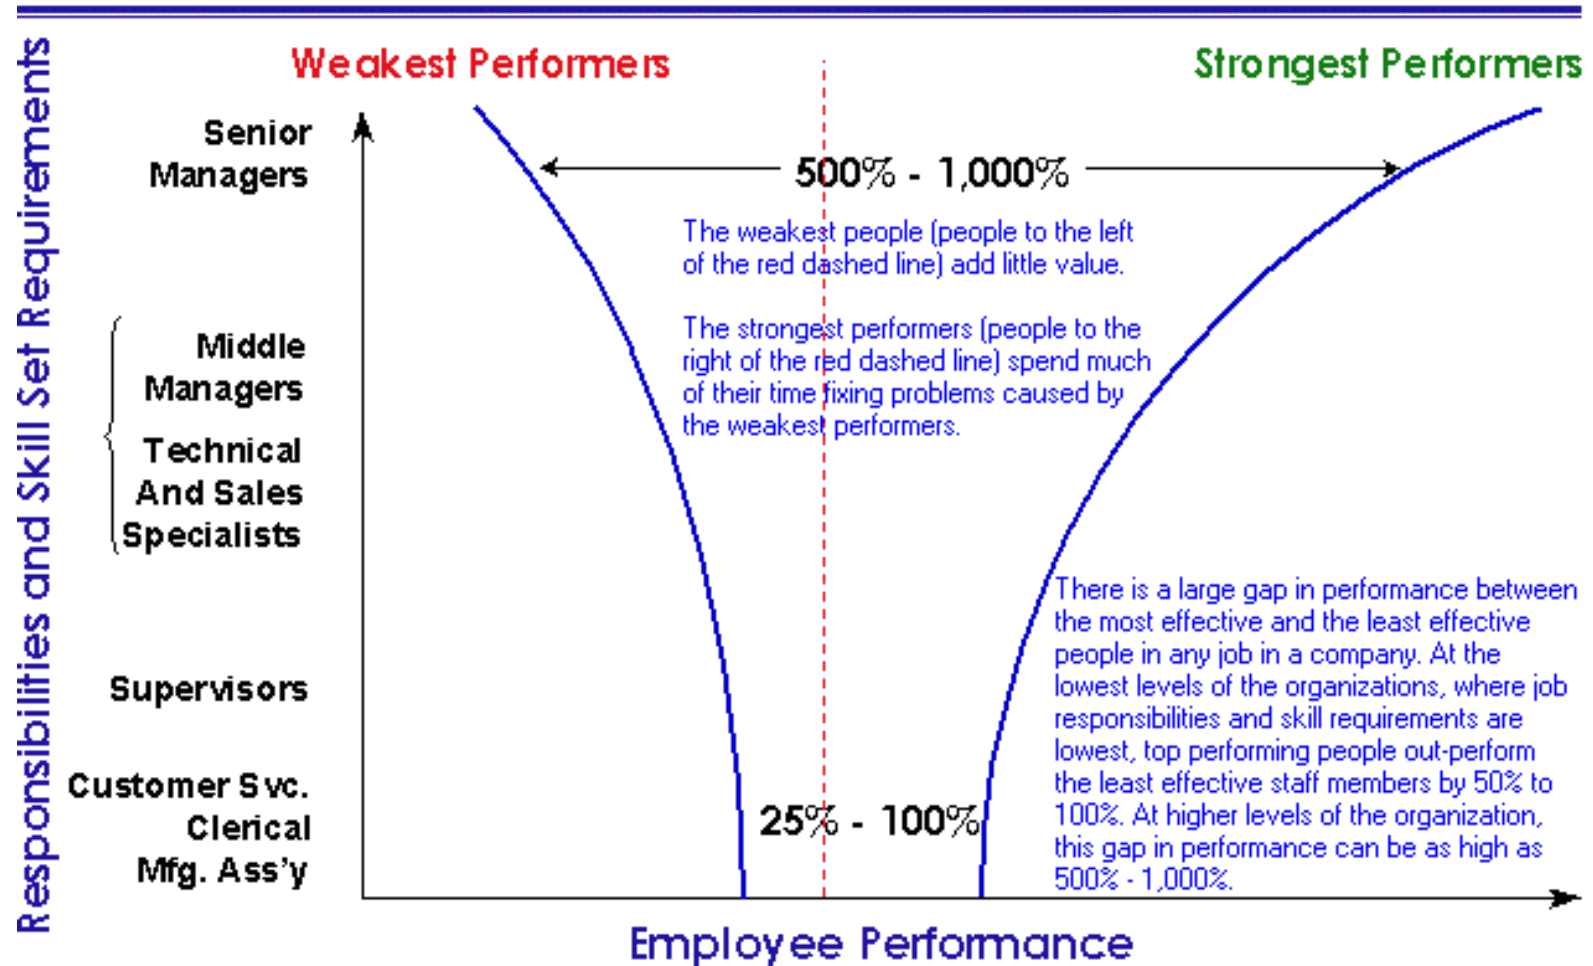 Responsibilities and Skill Set Requirements
Weakest Performers
Strongest Performers
Senior
Managers
500% - 1,000%
The weakest people (people to the left
of the red dashed line) add little value.
The strongest performers (people to the
right of the red dashed line) spend much
of their time fixing problems caused by
the weakest performers.
Middle
Managers
Technical
And Sales
Specialists
Supervisors
Customer Svc.
Clerical
Mfg. Ass'y
25% - 100%
There is a large gap in performance between
the most effective and the least effective
people in any job in a company. At the
lowest levels of the organizations, where job
responsibilities and skill requirements are
lowest, top performing people out-perform
the least effective staff members by 50% to
100%. At higher levels of the organization,
this gap in performance can be as high as
500% - 1,000%.
Employee Performance